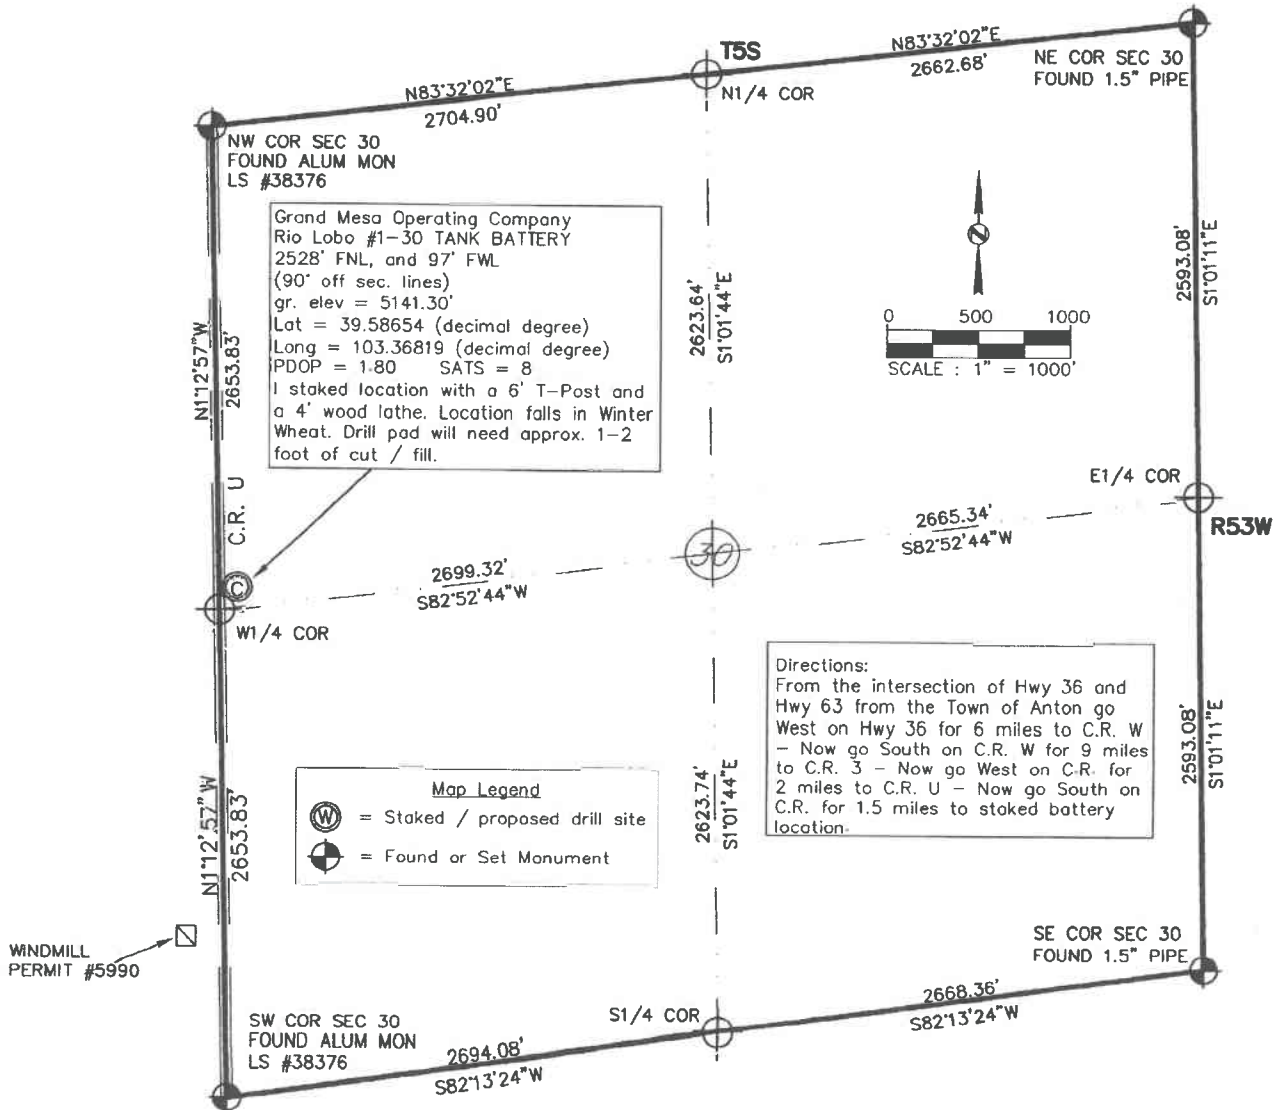 N83°32'02"E
2662.68'
T5S
NE COR SEC 30
FOUND 1.5" PIPE
N83°32'02"E
2704.90'
N1/4 COR
NW COR SEC 30
FOUND ALUM MON
LS #38376
Grand Mesa Operating Company
Rio Lobo #1-30 TANK BATTERY
2528' FNL, and 97' FWL
(90° off sec. lines)
gr. elev = 5141.30'
Lat = 39.58654 (decimal degree)
Long = 103.36819 (decimal degree)
PDOP = 1.80 SATS = 8
I staked location with a 6' T-Post and
a 4' wood lathe. Location falls in Winter
Wheat. Drill pad will need approx. 1-2
foot of cut / fill.
N1°12'57"W
2653.83'
C.R. U
2623.64'
S1°01'44"E
Z
0 500 1000
SCALE : 1" = 1000'
2593.08'
S1°01'11"E
E1/4 COR
R53W
2665.34'
S82°52'44"W
30
2699.32'
S82°52'44"W
C
W1/4 COR
Directions:
From the intersection of Hwy 36 and
Hwy 63 from the Town of Anton go
West on Hwy 36 for 6 miles to C.R. W
- Now go South on C.R. W for 9 miles
to C.R. 3 - Now go West on C.R. for
2 miles to C.R. U - Now go South on
C.R. for 1.5 miles to staked battery
location.
2593.08'
S1°01'11"E
2623.74'
S1°01'44"E
Map Legend
W = Staked / proposed drill site
= Found or Set Monument
N1°12'57"W
2653.83'
WINDMILL
PERMIT #5990
SE COR SEC 30
FOUND 1.5" PIPE
2668.36'
S82°13'24"W
S1/4 COR
SW COR SEC 30
FOUND ALUM MON
LS #38376
2694.08'
S82°13'24"W